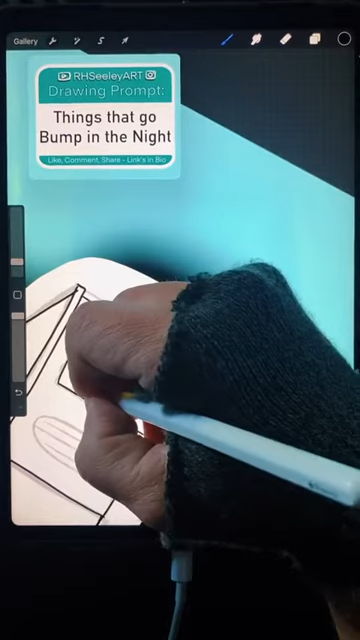 Gallery
RHSeeleyART
Drawing Prompt:
Things that go
Bump in the Night
Like, Comment, Share - Link's in Bio